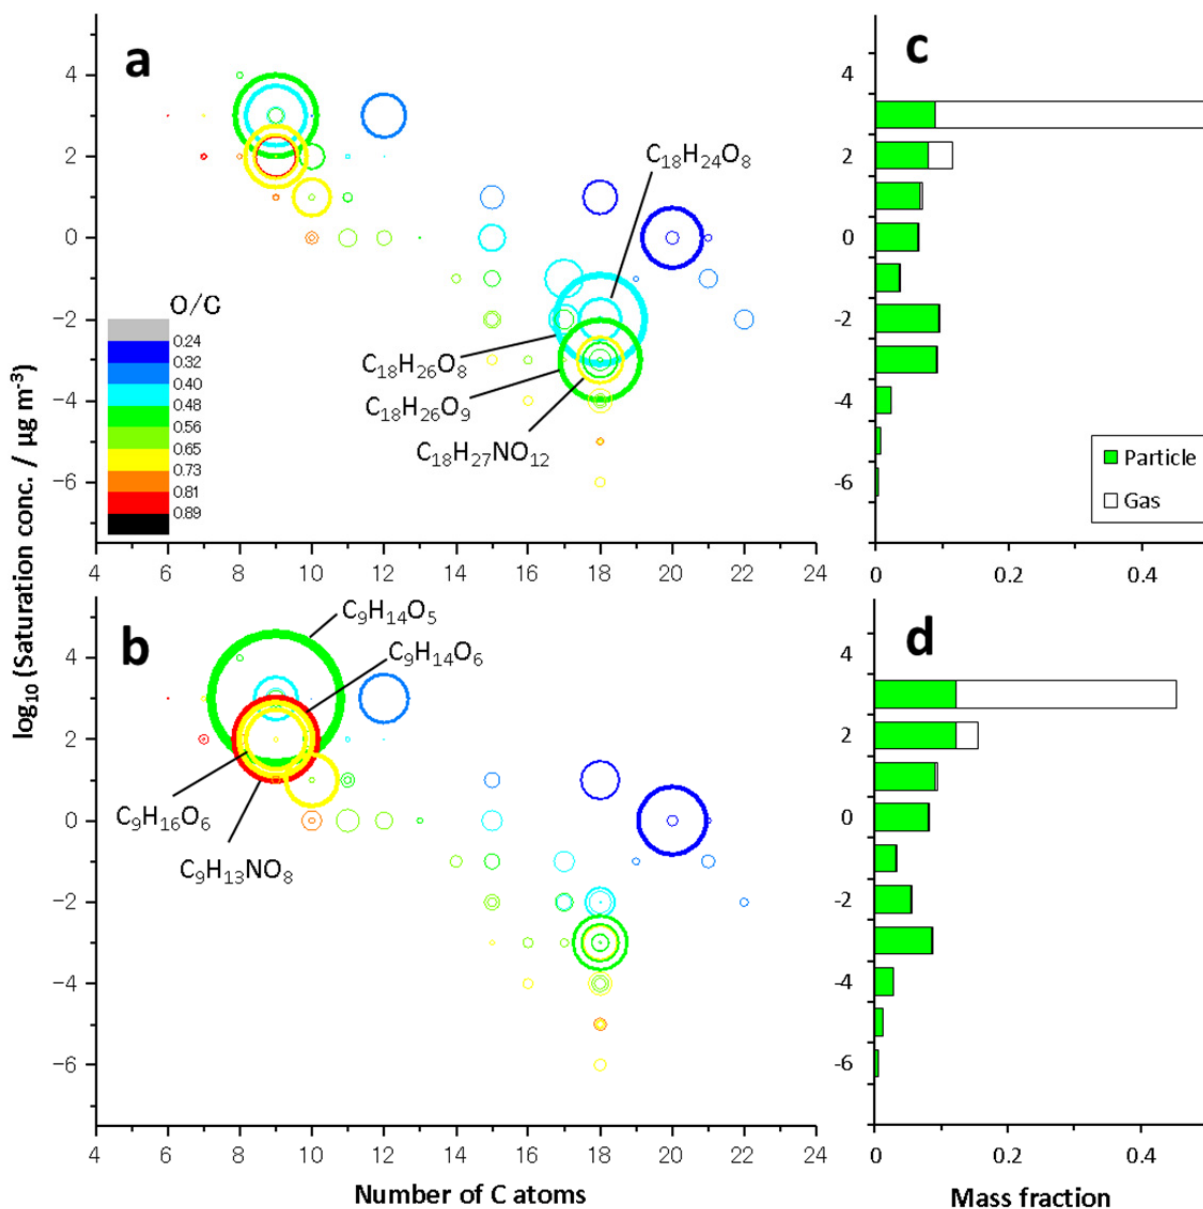 a
c
4
2
0
-2
-4
-6
O/C
0.24
0.32
0.40
0.48
0.56
0.65
0.73
0.81
0.89
C18H24O8
C18H26O8
C18H26O9
C18H27NO12
4 6 8 10 12 14 16 18 20 22 24
4
2
0
-2
-4
-6
Particle
Gas
0 0.2 0.4
log10 (Saturation conc. / µg m-3)
b
d
4
2
0
-2
-4
-6
C9H14O5
C9H14O6
C9H16O6
C9H13NO8
4 6 8 10 12 14 16 18 20 22 24
Number of C atoms
4
2
0
-2
-4
-6
0 0.2 0.4
Mass fraction